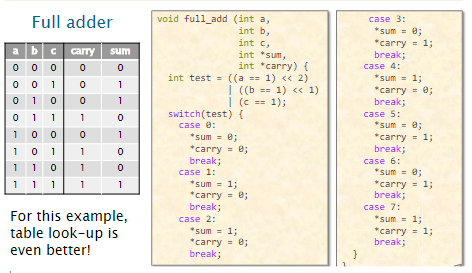 Full adder
a b c carry sum
0 0 0 0 0
0 0 1 0 1
0 1 0 0 1
0 1 1 1 0
1 0 0 0 1
1 0 1 1 0
1 1 0 1 0
1 1 1 1 1
For this example,
table look-up is
even better!
void full_add (int a,
int b,
int c,
int *sum,
int *carry) {
int test = ((a == 1) << 2)
| ((b == 1) << 1)
| (c == 1);
switch(test) {
case 0:
*sum = 0;
*carry = 0;
break;
case 1:
*sum = 1;
*carry = 0;
break;
case 2:
*sum = 1;
*carry = 0;
break;
case 3:
*sum = 0;
*carry = 1;
break;
case 4:
*sum = 1;
*carry = 0;
break;
case 5:
*sum = 0;
*carry = 1;
break;
case 6:
*sum = 0;
*carry = 1;
break;
case 7:
*sum = 1;
*carry = 1;
break;
}
}